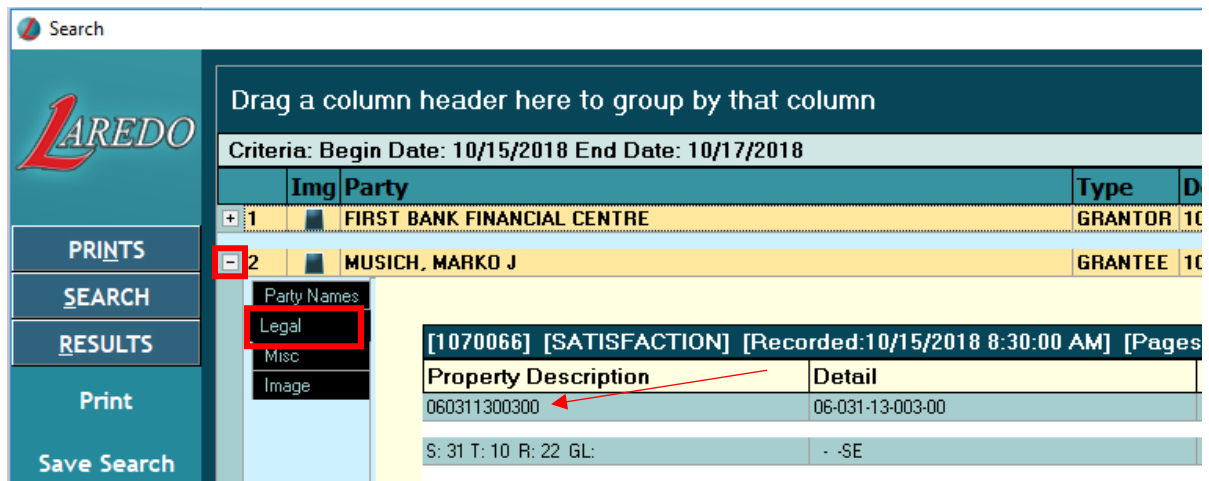 Search
LAREDO
Drag a column header here to group by that column
Criteria: Begin Date: 10/15/2018 End Date: 10/17/2018
Img Party Type D
1 FIRST BANK FINANCIAL CENTRE GRANTOR 10
2 MUSICH, MARKO J GRANTEE 10
PRINTS
SEARCH
RESULTS
Print
Save Search
Party Names
Legal
Misc
Image
[1070066] [SATISFACTION] [Recorded:10/15/2018 8:30:00 AM] [Pages
Property Description Detail
060311300300 06-031-13-003-00
S: 31 T: 10 R: 22 GL: - -SE